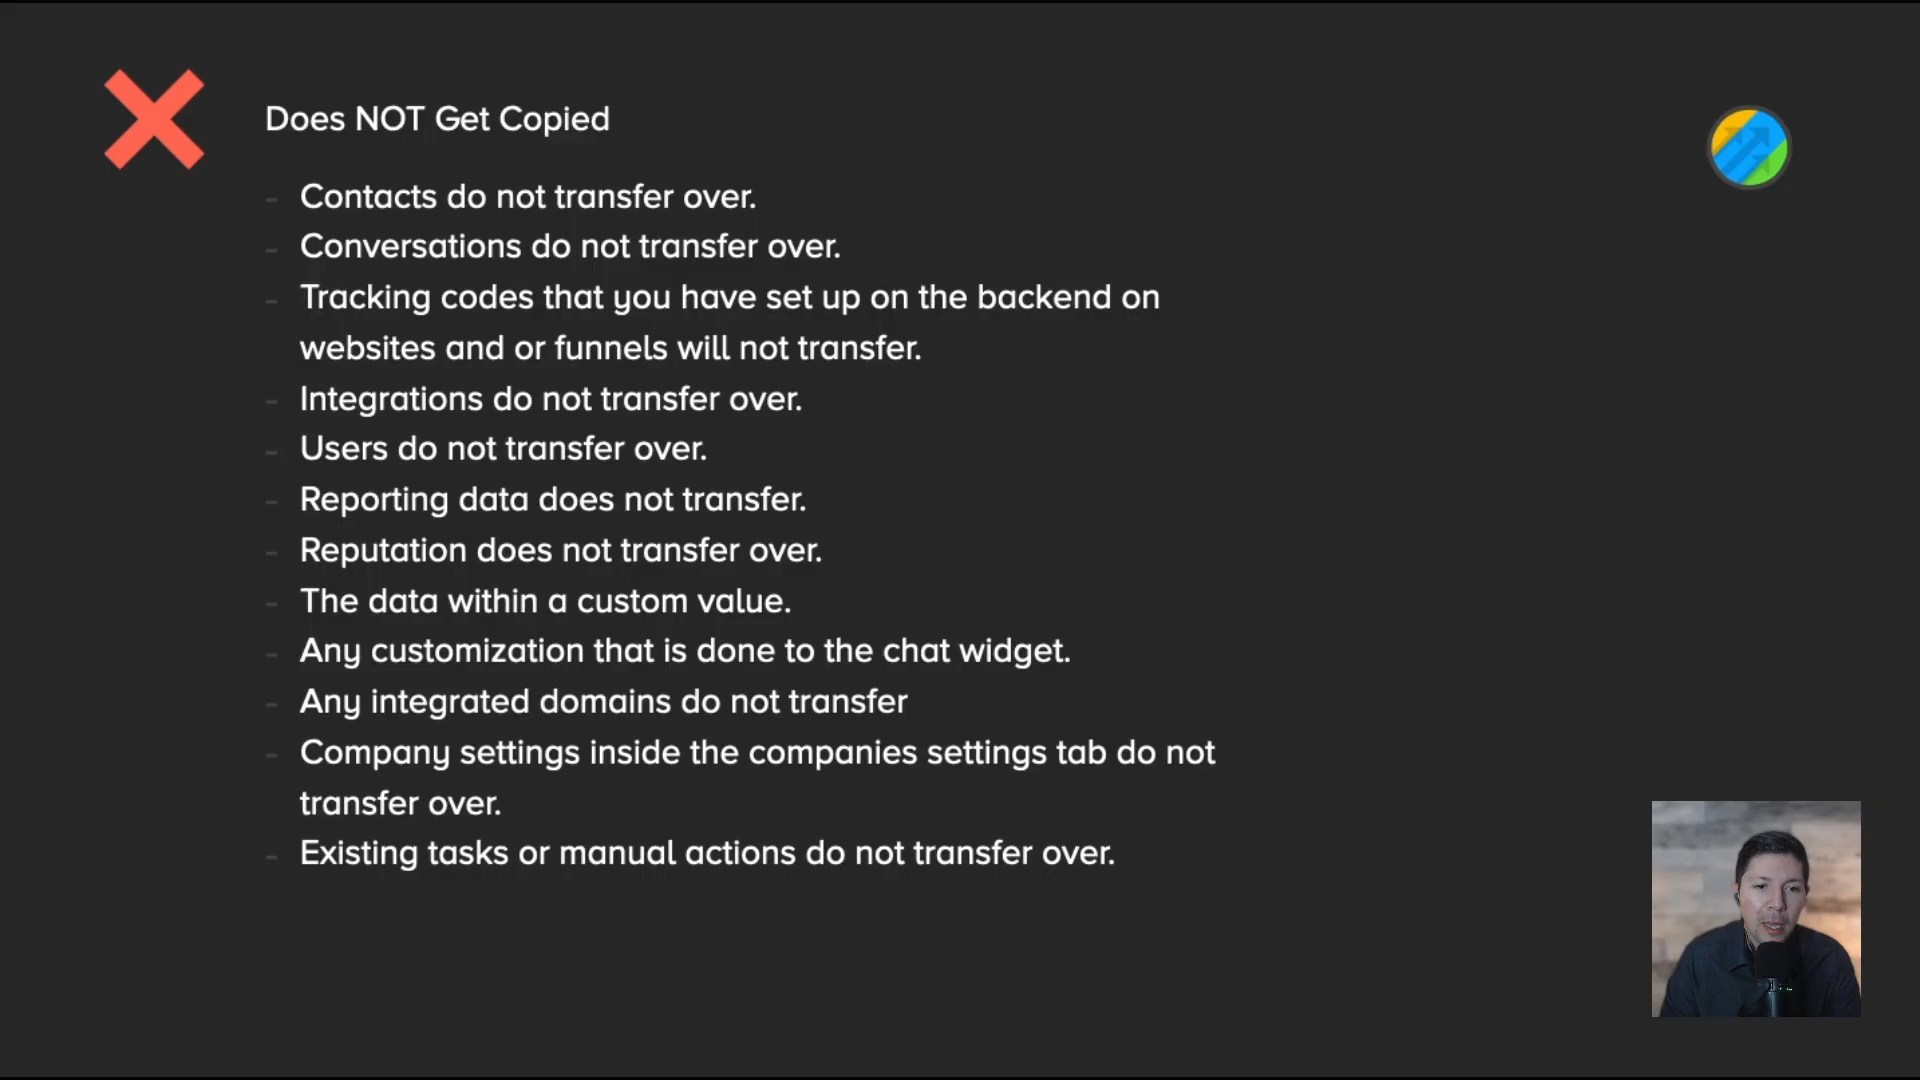 Does NOT Get Copied
- Contacts do not transfer over.
- Conversations do not transfer over.
- Tracking codes that you have set up on the backend on
websites and or funnels will not transfer.
- Integrations do not transfer over.
- Users do not transfer over.
- Reporting data does not transfer.
- Reputation does not transfer over.
- The data within a custom value.
- Any customization that is done to the chat widget.
- Any integrated domains do not transfer
- Company settings inside the companies settings tab do not
transfer over.
- Existing tasks or manual actions do not transfer over.